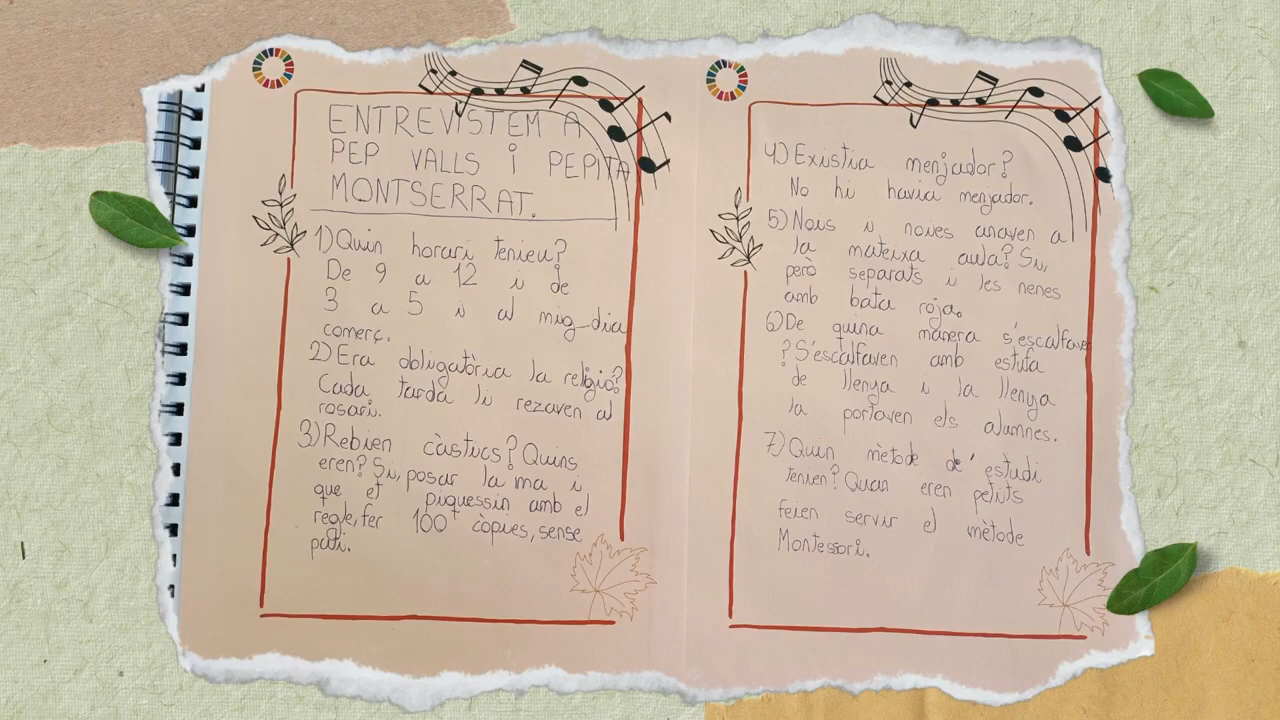 ENTREVISTEM A
PEP VALLS i PEPITA
MONTSERRAT.
1) Quin horari tenieu?
De 9 a 12 i de
3 a 5 i al mig-dia
comerç.
2) Era obligatòria la religió?
Cada tarda li rezaven al
rosari.
3) Rebien càstics? Quins
eren? Si, posar la ma i
que et piquessin amb el
regle, fer 100 còpies, sense
pati.
4) Existia menjador?
No hi havia menjador.
5) Nois i noies anaven a
la mateixa aula? Si,
però separats i les nenes
amb bata roja.
6) De quina manera s'escalfaven
? S'escalfaven amb estufa
de llenya i la llenya
la portaven els alumnes.
7) Quin mètode de' estudi
tenien? Quan eren petits
feien servir el mètode
Montessori.